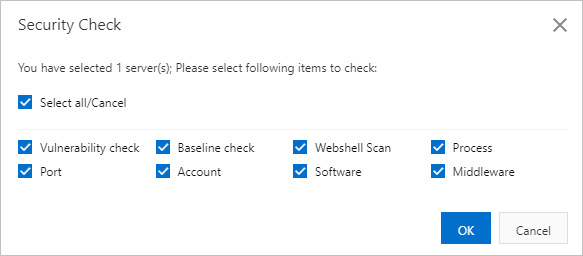 Security Check
You have selected 1 server(s); Please select following items to check:
Select all/Cancel
Vulnerability check Baseline check Webshell Scan Process
Port Account Software Middleware
OK Cancel